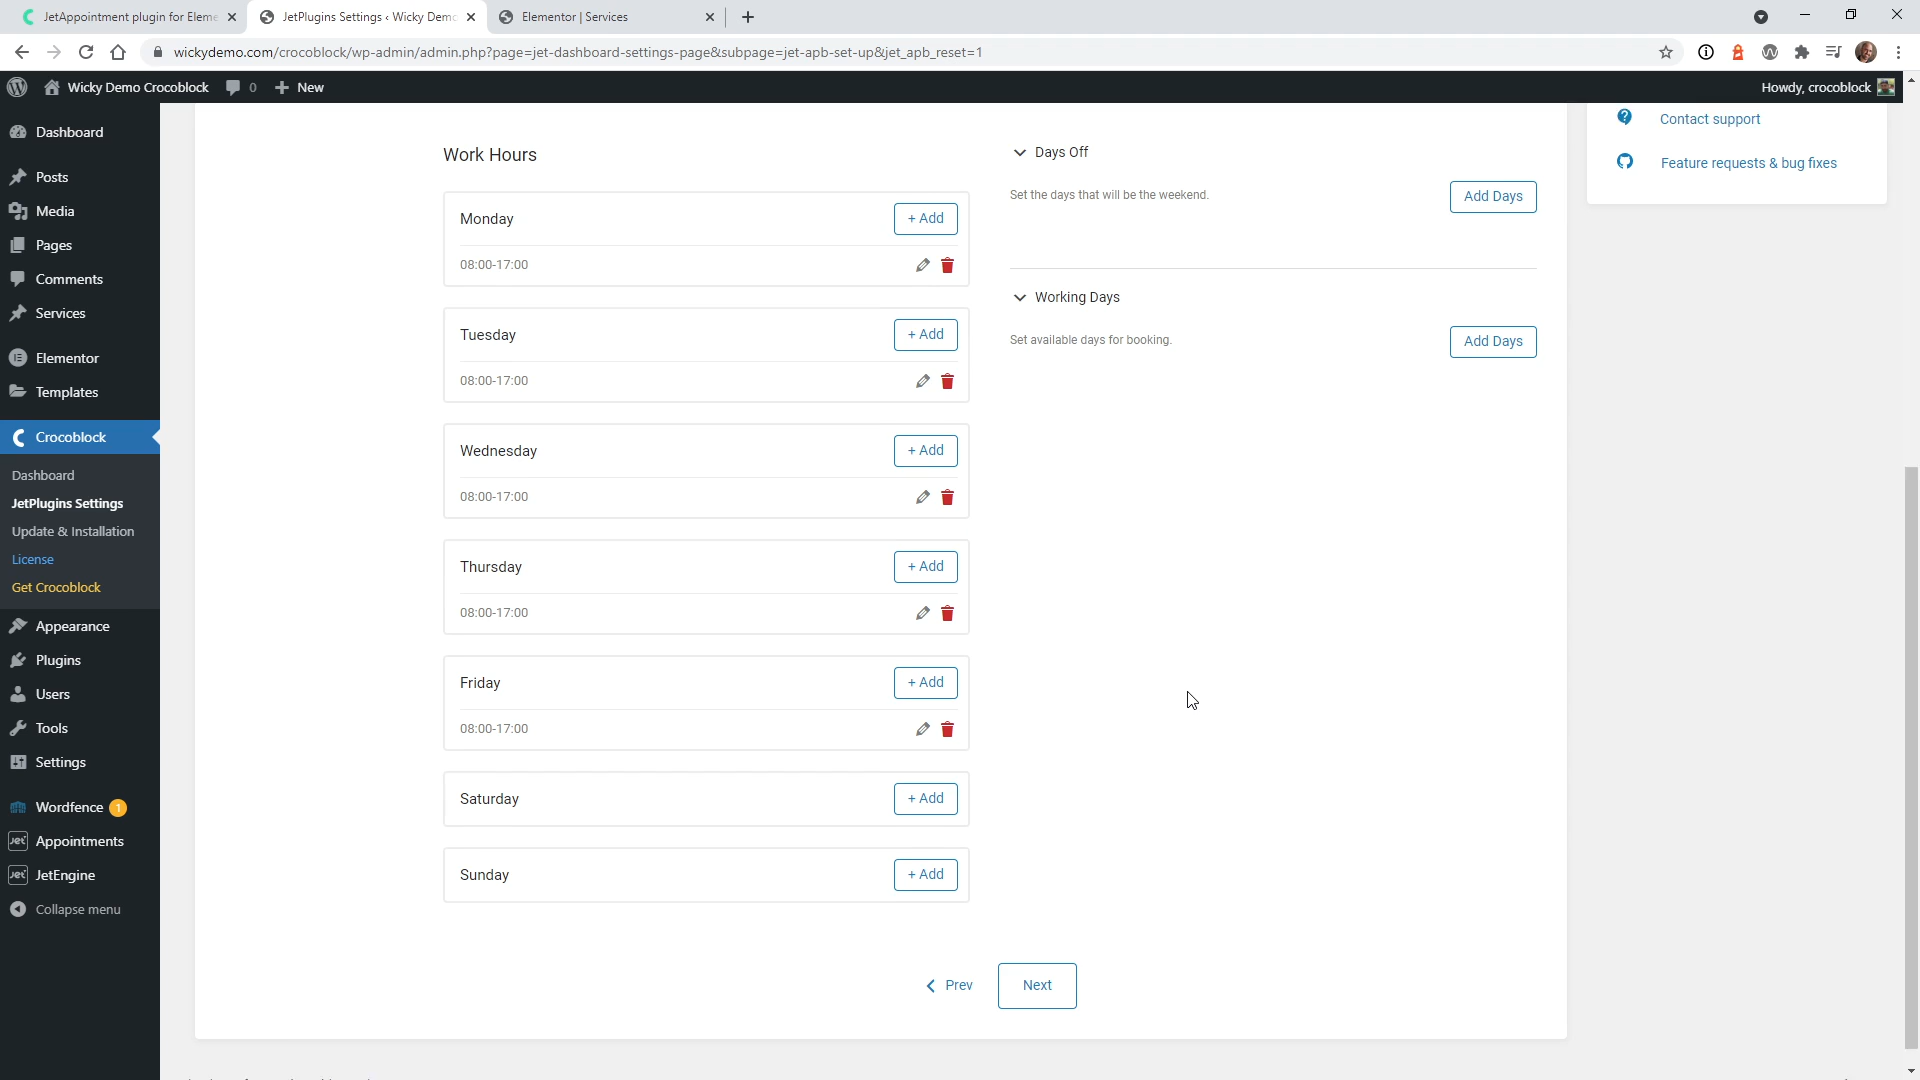 JetAppointment plugin for Eleme
JetPlugins Settings ‹ Wicky Demo
Elementor | Services
wickydemo.com/crocoblock/wp-admin/admin.php?page=jet-dashboard-settings-page&subpage=jet-apb-set-up&jet_apb_reset=1
Wicky Demo Crocoblock
0
New
Howdy, crocoblock
Dashboard
Posts
Media
Pages
Comments
Services
Elementor
Templates
Crocoblock
Dashboard
JetPlugins Settings
Update & Installation
License
Get Crocoblock
Appearance
Plugins
Users
Tools
Settings
Wordfence 1
Jet Appointments
Jet JetEngine
Collapse menu
Work Hours
Monday
+ Add
08:00-17:00
Tuesday
+ Add
08:00-17:00
Wednesday
+ Add
08:00-17:00
Thursday
+ Add
08:00-17:00
Friday
+ Add
08:00-17:00
Saturday
+ Add
Sunday
+ Add
Days Off
Set the days that will be the weekend.
Add Days
Working Days
Set available days for booking.
Add Days
Prev
Next
Contact support
Feature requests & bug fixes